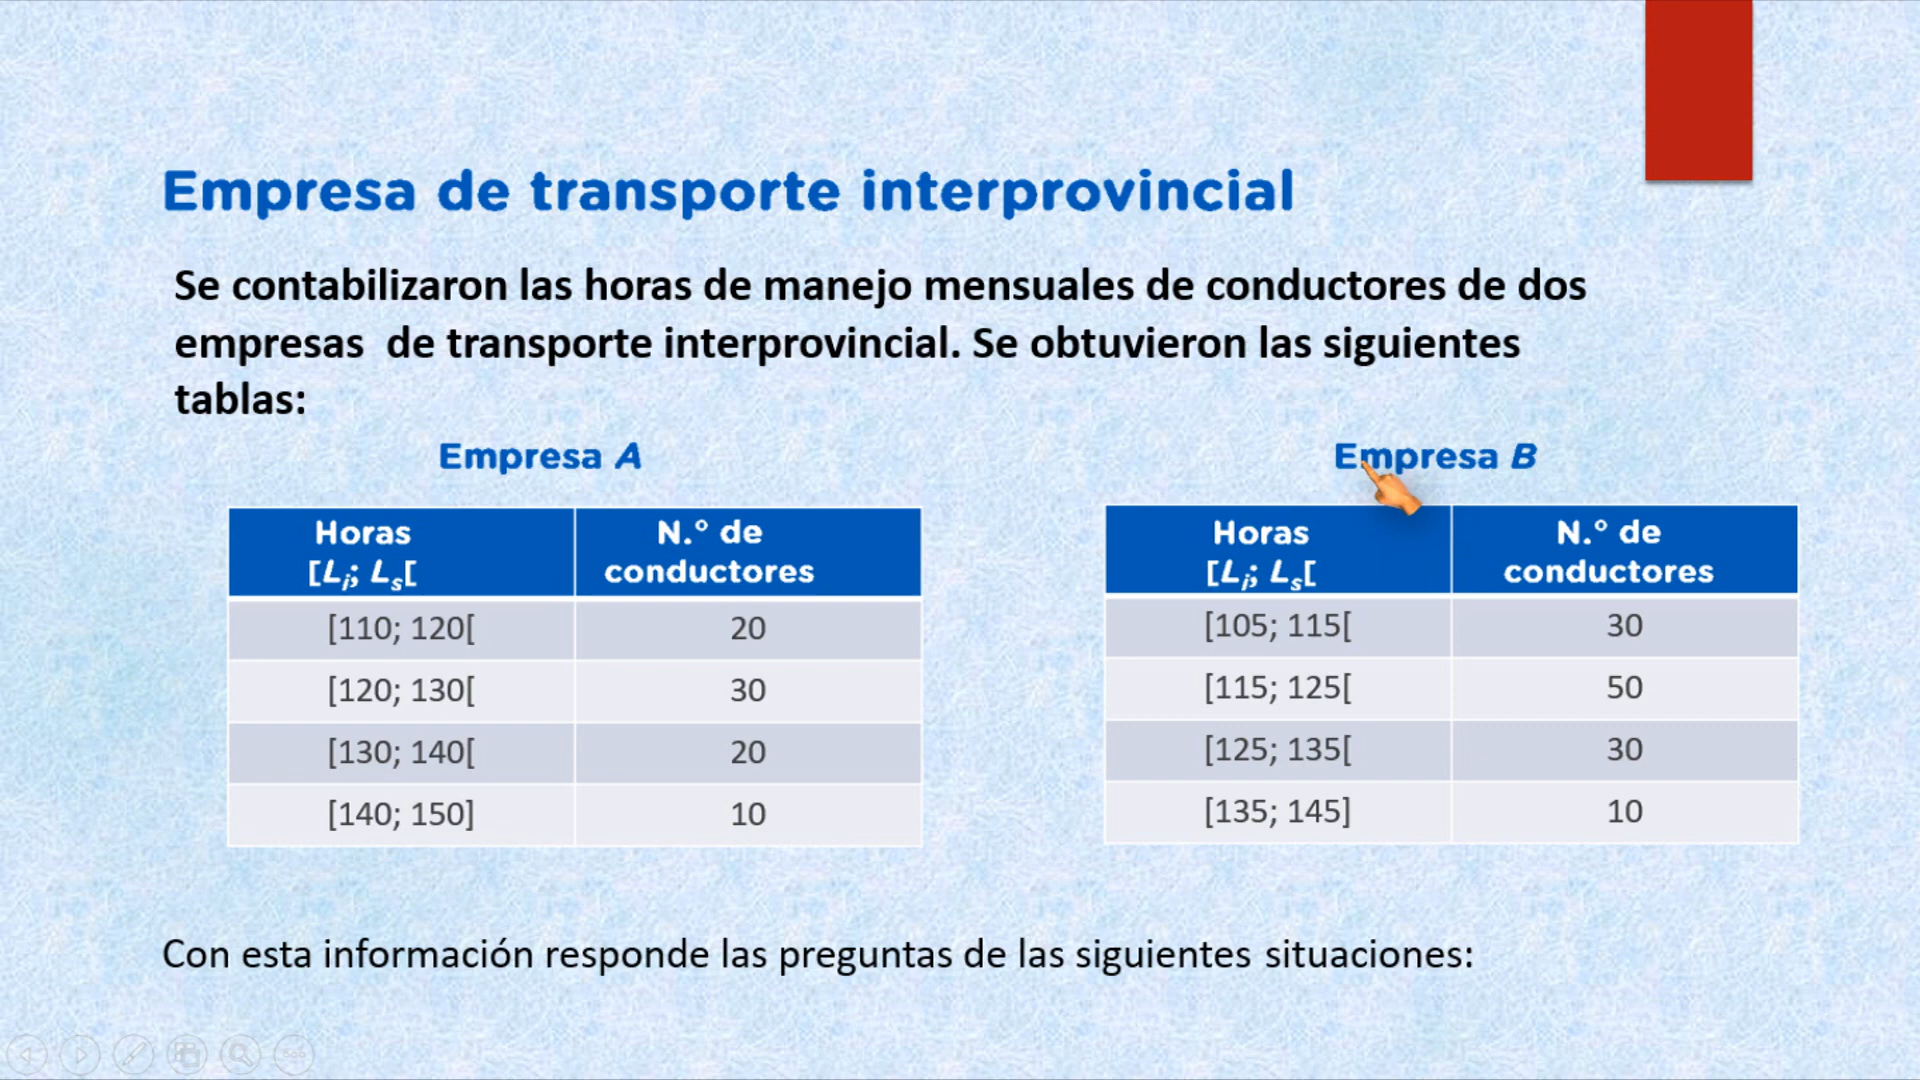 Empresa de transporte interprovincial
Se contabilizaron las horas de manejo mensuales de conductores de dos
empresas de transporte interprovincial. Se obtuvieron las siguientes
tablas:
Empresa A
Horas [Li; Ls[ N.° de conductores
[110; 120[ 20
[120; 130[ 30
[130; 140[ 20
[140; 150] 10
Empresa B
Horas [Li; Ls[ N.° de conductores
[105; 115[ 30
[115; 125[ 50
[125; 135[ 30
[135; 145] 10
Con esta información responde las preguntas de las siguientes situaciones: